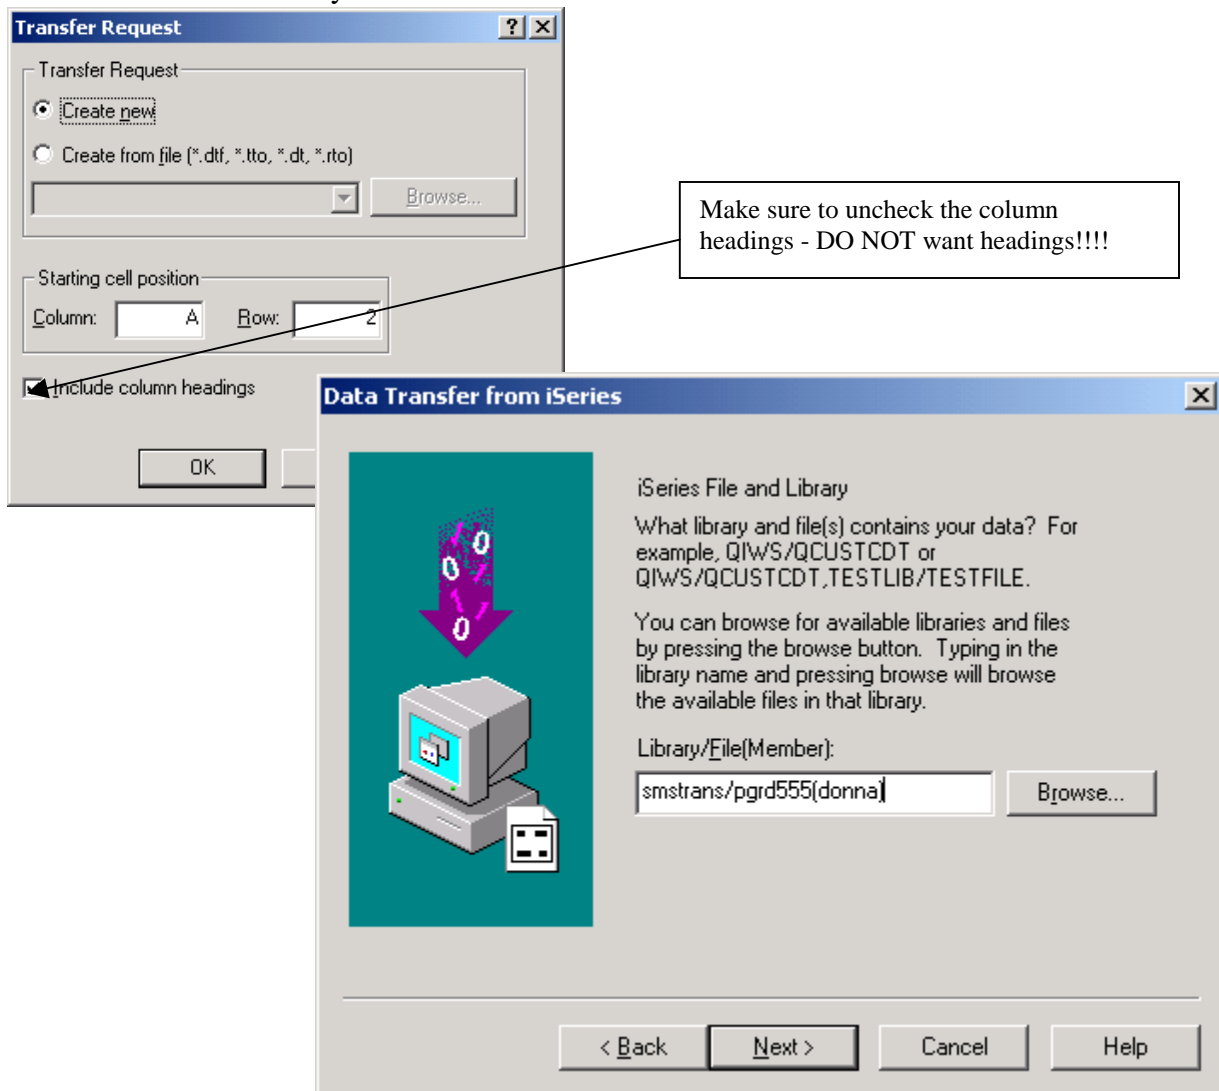 Transfer Request
Transfer Request
Create new
Create from file (*.dtf, *.tto, *.dt, *.rto)
Browse...
Make sure to uncheck the column
headings - DO NOT want headings!!!!
Starting cell position
Column: A Row: 2
Include column headings
OK
Data Transfer from iSeries
iSeries File and Library
What library and file(s) contains your data? For
example, QIWS/QCUSTCDT or
QIWS/QCUSTCDT,TESTLIB/TESTFILE.
You can browse for available libraries and files
by pressing the browse button. Typing in the
library name and pressing browse will browse
the available files in that library.
Library/File(Member):
smstrans/pgrd555(donna)
Browse...
< Back Next > Cancel Help